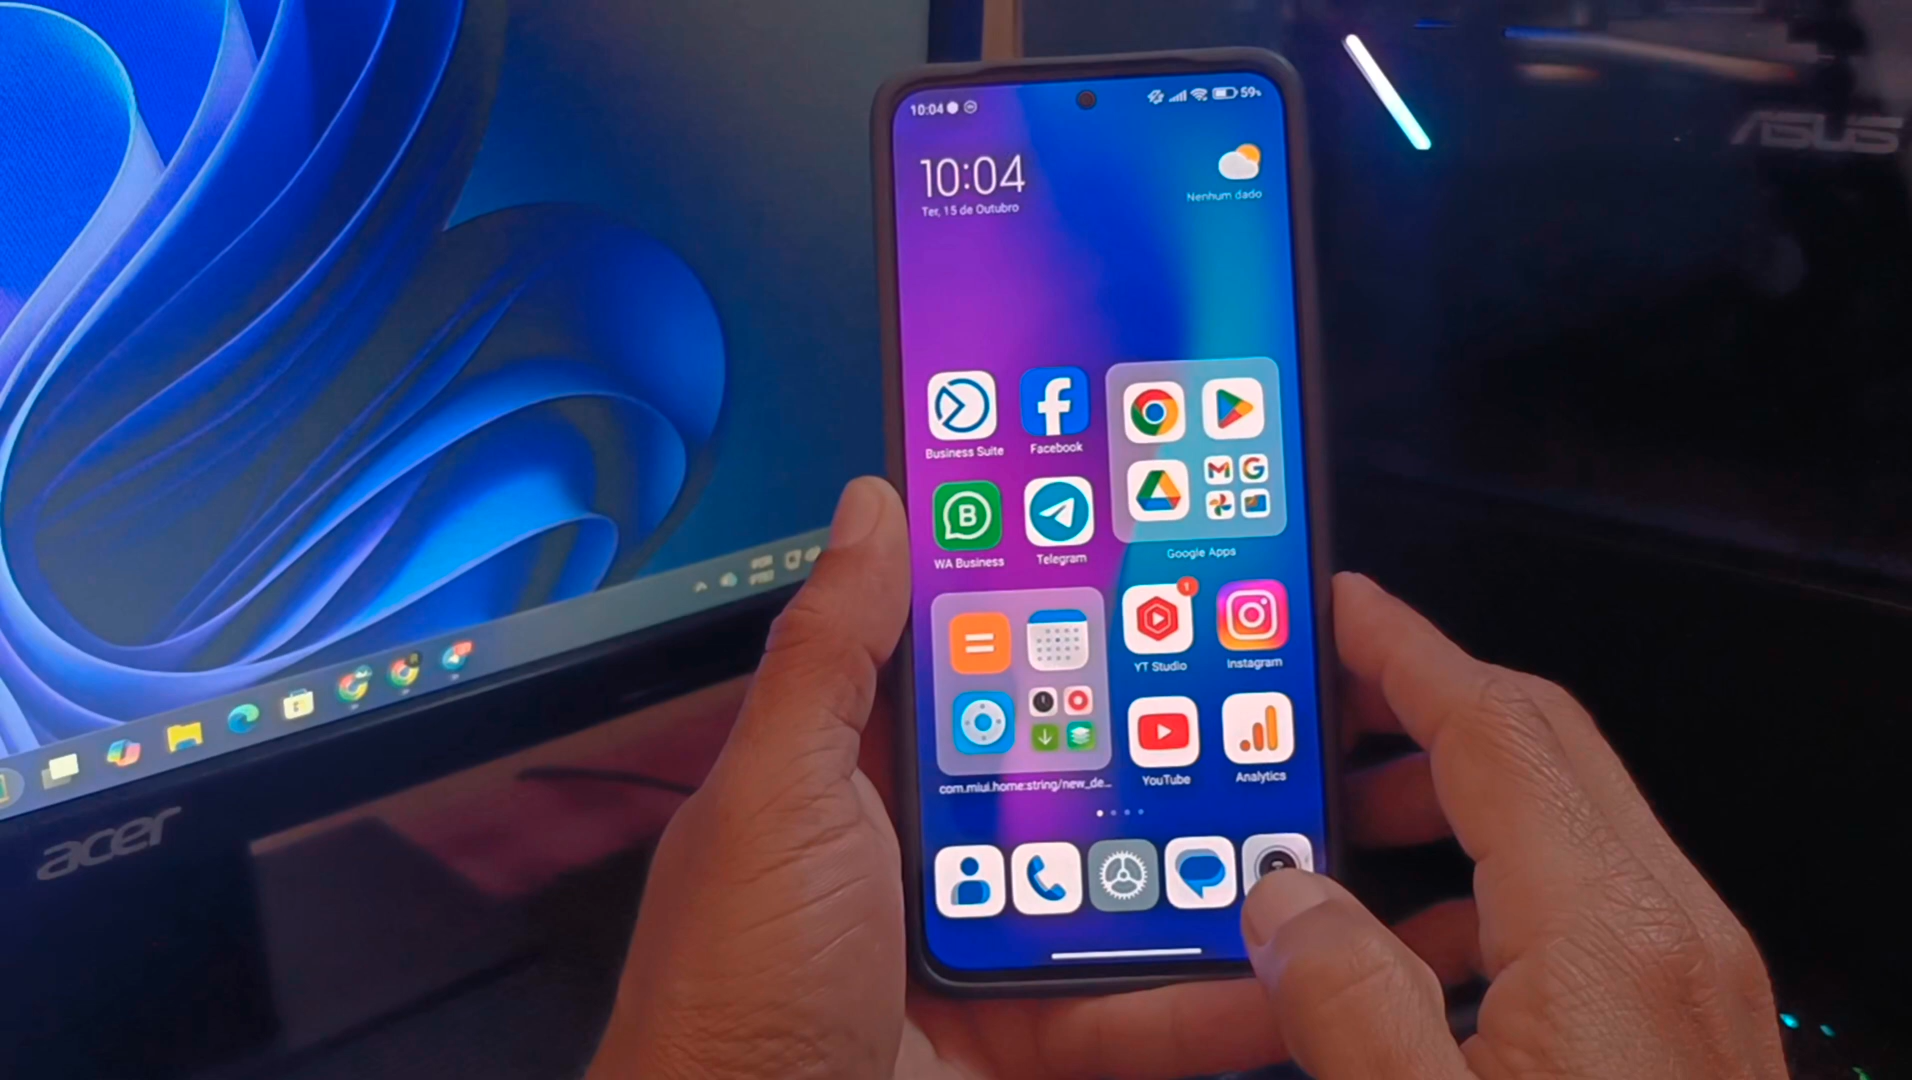 10:04
59%
10:04
Ter, 15 de Outubro
Nenhum dado
Business Suite
Facebook
WA Business
Telegram
Google Apps
YT Studio
1
Instagram
com.miui.home:string/new_de...
YouTube
Analytics
acer
ASUS